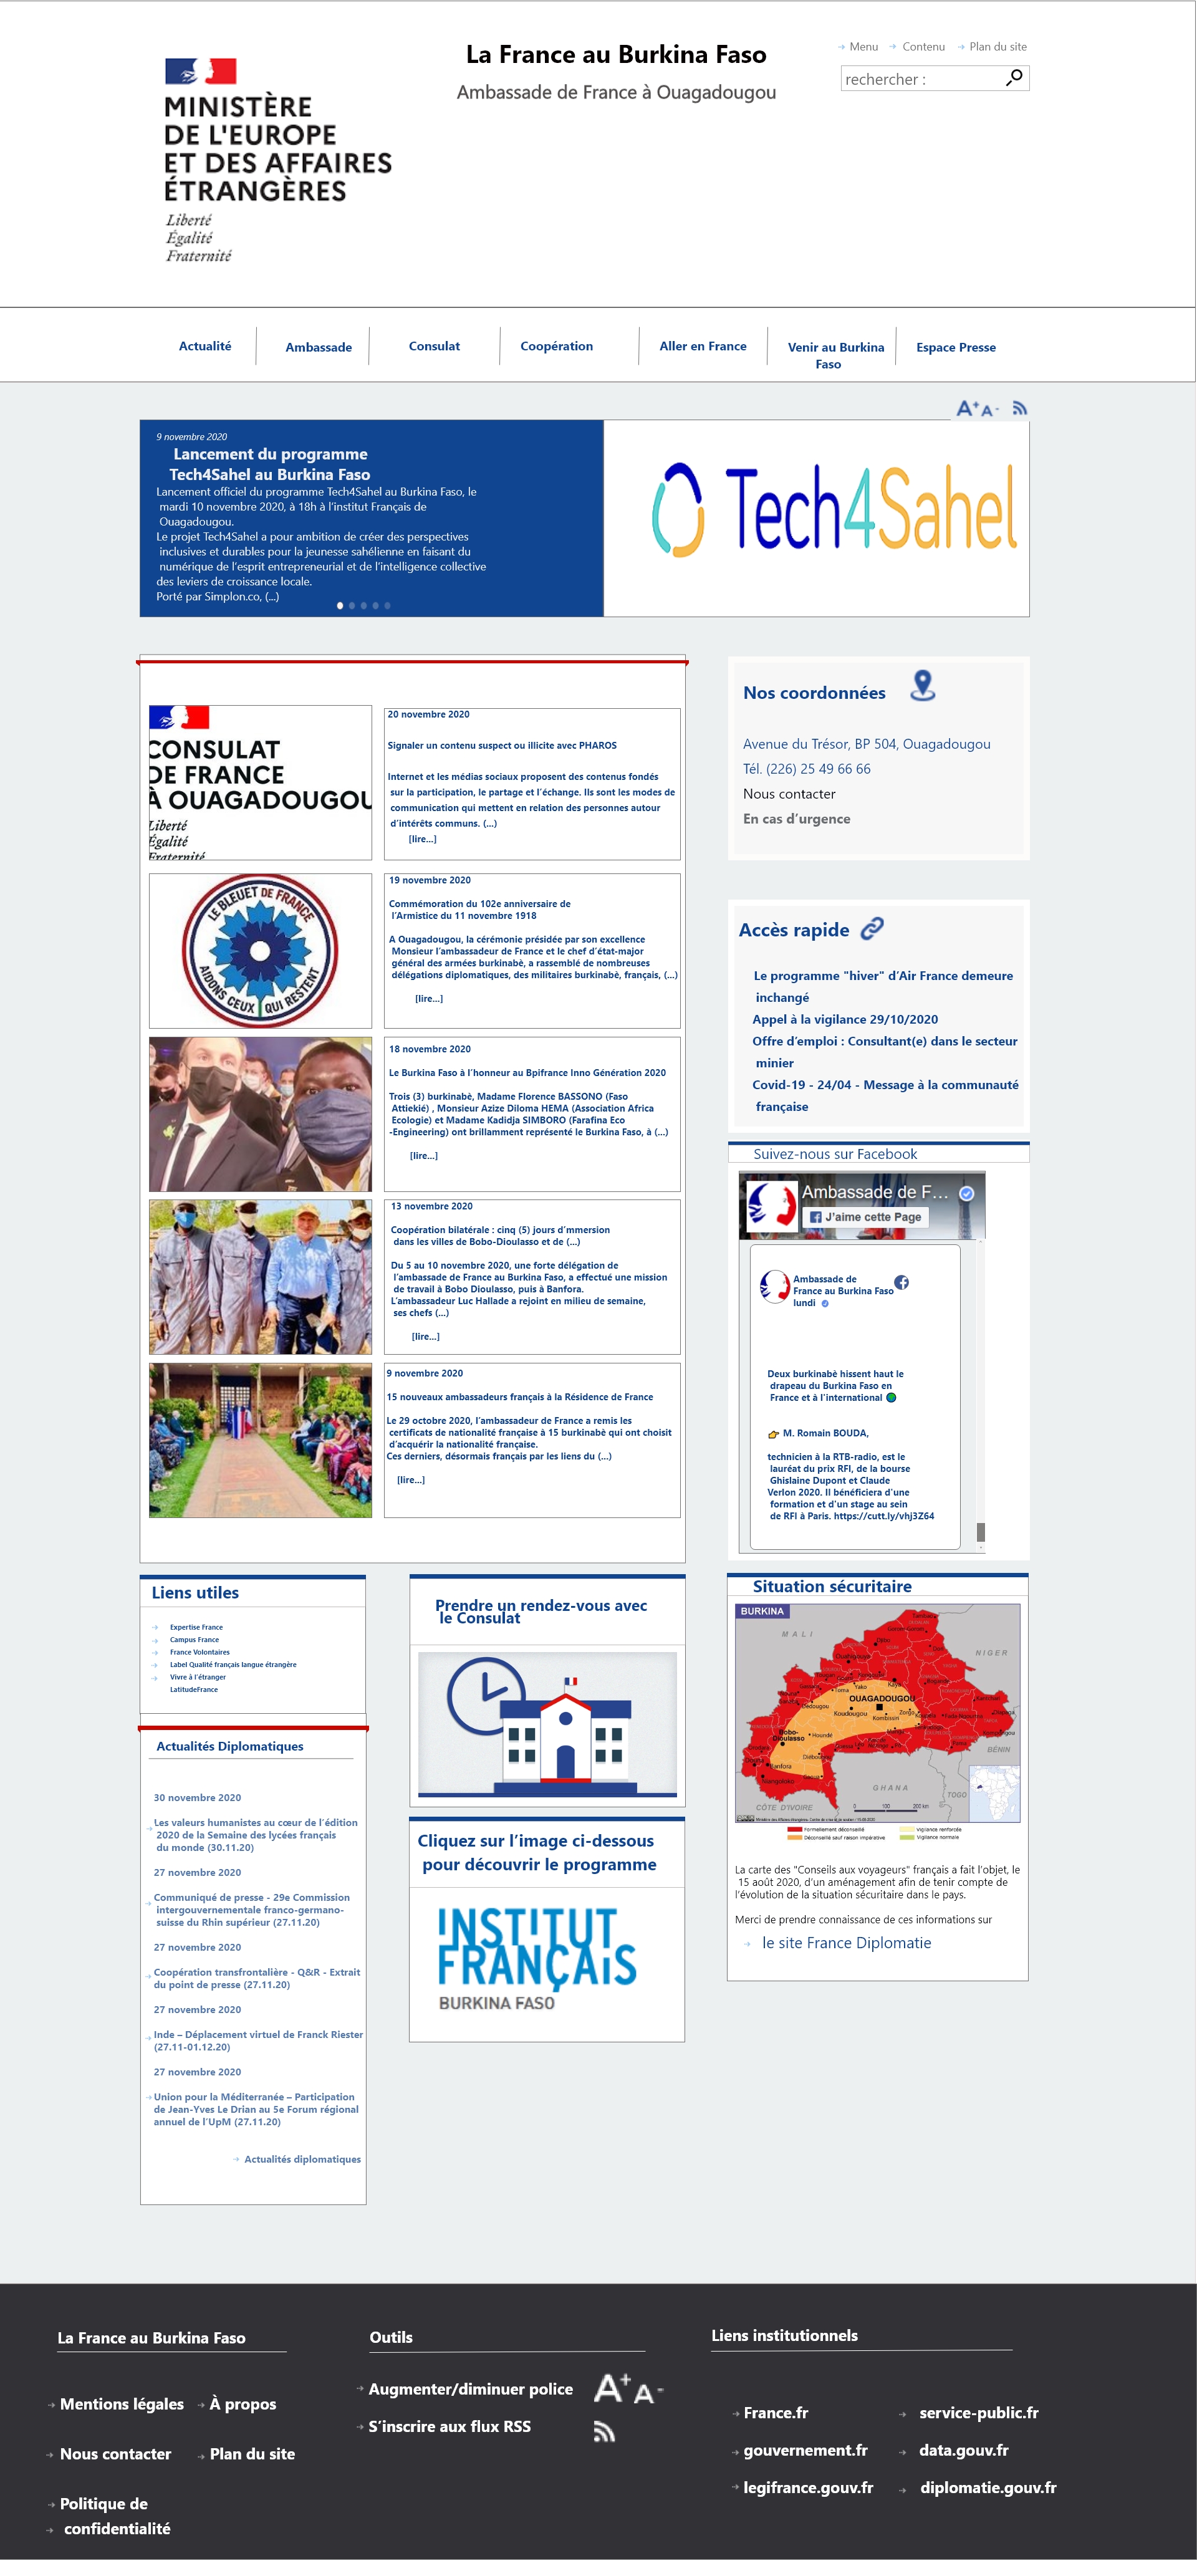 La France au Burkina Faso
Ambassade de France à Ouagadougou
Menu
Contenu
Plan du site
rechercher :
MINISTÈRE
DE L'EUROPE
ET DES AFFAIRES
ÉTRANGÈRES
Liberté
Égalité
Fraternité
Actualité
Ambassade
Consulat
Coopération
Aller en France
Venir au Burkina
Faso
Espace Presse
A+ A-
9 novembre 2020
Lancement du programme
Tech4Sahel au Burkina Faso
Lancement officiel du programme Tech4Sahel au Burkina Faso, le
mardi 10 novembre 2020, à 18h à l'institut Français de
Ouagadougou.
Le projet Tech4Sahel a pour ambition de créer des perspectives
inclusives et durables pour la jeunesse sahélienne en faisant du
numérique de l'esprit entrepreneurial et de l'intelligence collective
des leviers de croissance locale.
Porté par Simplon.co, (...)
Tech4Sahel
CONSULAT
DE FRANCE
À OUAGADOUGOU
Liberté
Égalité
Fraternité
20 novembre 2020
Signaler un contenu suspect ou illicite avec PHAROS
Internet et les médias sociaux proposent des contenus fondés
sur la participation, le partage et l'échange. Ils sont les modes de
communication qui mettent en relation des personnes autour
d'intérêts communs. (...)
[lire...]
LE BLEUET DE FRANCE
AIDONS CEUX QUI RESTENT
19 novembre 2020
Commémoration du 102e anniversaire de
l'Armistice du 11 novembre 1918
A Ouagadougou, la cérémonie présidée par son excellence
Monsieur l'ambassadeur de France et le chef d'état-major
général des armées burkinabè, a rassemblé de nombreuses
délégations diplomatiques, des militaires burkinabè, français, (...)
[lire...]
18 novembre 2020
Le Burkina Faso à l'honneur au Bpifrance Inno Génération 2020
Trois (3) burkinabè, Madame Florence BASSONO (Faso
Attiekié) , Monsieur Azize Diloma HEMA (Association Africa
Ecologie) et Madame Kadidja SIMBORO (Farafina Eco
-Engineering) ont brillamment représenté le Burkina Faso, à (...)
[lire...]
13 novembre 2020
Coopération bilatérale : cinq (5) jours d'mmersion
dans les villes de Bobo-Dioulasso et de (...)
Du 5 au 10 novembre 2020, une forte délégation de
l'ambassade de France au Burkina Faso, a effectué une mission
de travail à Bobo Dioulasso, puis à Banfora.
L'ambassadeur Luc Hallade a rejoint en milieu de semaine,
ses chefs (...)
[lire...]
9 novembre 2020
15 nouveaux ambassadeurs français à la Résidence de France
Le 29 octobre 2020, l'ambassadeur de France a remis les
certificats de nationalité française à 15 burkinabè qui ont choisit
d'acquérir la nationalité française.
Ces derniers, désormais français par les liens du (...)
[lire...]
Nos coordonnées
Avenue du Trésor, BP 504, Ouagadougou
Tél. (226) 25 49 66 66
Nous contacter
En cas d'urgence
Accès rapide
Le programme "hiver" d'Air France demeure
inchangé
Appel à la vigilance 29/10/2020
Offre d'emploi : Consultant(e) dans le secteur
minier
Covid-19 - 24/04 - Message à la communauté
française
Suivez-nous sur Facebook
Ambassade de F...
J'aime cette Page
Ambassade de
France au Burkina Faso
lundi
Deux burkinabè hissent haut le
drapeau du Burkina Faso en
France et à l'international
M. Romain BOUDA,
technicien à la RTB-radio, est le
lauréat du prix RFI, de la bourse
Ghislaine Dupont et Claude
Verlon 2020. Il bénéficiera d'une
formation et d'un stage au sein
de RFI à Paris. https://cutt.ly/vhj3Z64
Liens utiles
Expertise France
Campus France
France Volontaires
Label Qualité français langue étrangère
Vivre à l'étranger
LatitudeFrance
Prendre un rendez-vous avec
le Consulat
Situation sécuritaire
BURKINA
MALI
NIGER
OUAGADOUGOU
Koudougou
Bobo-
Dioulasso
Banfora
BÉNIN
GHANA
TOGO
CÔTE D'IVOIRE
Formellement déconseillé
Vigilance renforcée
Déconseillé sauf raison impérative
Vigilance normale
La carte des "Conseils aux voyageurs" français a fait l'objet, le
15 août 2020, d'un aménagement afin de tenir compte de
l'évolution de la situation sécuritaire dans le pays.
Merci de prendre connaissance de ces informations sur
le site France Diplomatie
Actualités Diplomatiques
30 novembre 2020
Les valeurs humanistes au cœur de l'édition
2020 de la Semaine des lycées français
du monde (30.11.20)
27 novembre 2020
Communiqué de presse - 29e Commission
intergouvernementale franco-germano-
suisse du Rhin supérieur (27.11.20)
27 novembre 2020
Coopération transfrontalière - Q&R - Extrait
du point de presse (27.11.20)
27 novembre 2020
Inde – Déplacement virtuel de Franck Riester
(27.11-01.12.20)
27 novembre 2020
Union pour la Méditerranée – Participation
de Jean-Yves Le Drian au 5e Forum régional
annuel de l'UpM (27.11.20)
Actualités diplomatiques
Cliquez sur l'image ci-dessous
pour découvrir le programme
INSTITUT
FRANÇAIS
BURKINA FASO
La France au Burkina Faso
Mentions légales
À propos
Nous contacter
Plan du site
Politique de
confidentialité
Outils
Augmenter/diminuer police
A+ A-
S'inscrire aux flux RSS
Liens institutionnels
France.fr
service-public.fr
gouvernement.fr
data.gouv.fr
legifrance.gouv.fr
diplomatie.gouv.fr